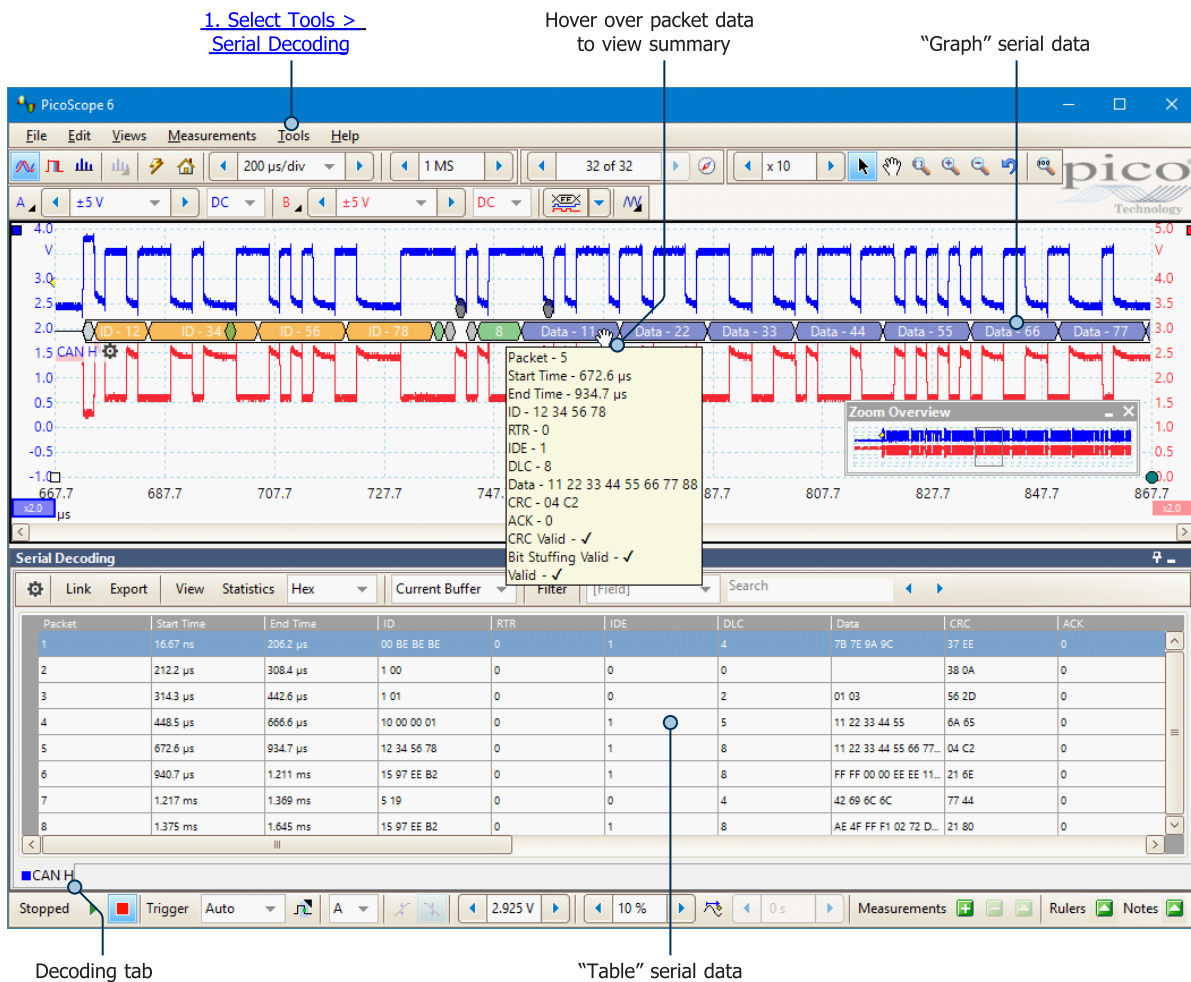 1. Select Tools >
Serial Decoding
Hover over packet data
to view summary
“Graph” serial data
PicoScope 6
File Edit Views Measurements Tools Help
200 µs/div 1 MS 32 of 32 x 10
pico
Technology
A ±5 V DC B ±5 V DC
4.0 5.0
V V
3.0 4.0
2.5 3.5
2.0 3.0
ID - 12 ID - 34 ID - 56 ID - 78 8 Data - 11 Data - 22 Data - 33 Data - 44 Data - 55 Data - 66 Data - 77
1.5 CAN H 2.5
1.0 2.0
0.5 1.5
0.0 1.0
-0.5 0.5
-1.0 0.0
Packet - 5
Start Time - 672.6 µs
End Time - 934.7 µs
ID - 12 34 56 78
RTR - 0
IDE - 1
DLC - 8
Data - 11 22 33 44 55 66 77 88
CRC - 04 C2
ACK - 0
CRC Valid - ✓
Bit Stuffing Valid - ✓
Valid - ✓
Zoom Overview
667.7 687.7 707.7 727.7 747. 87.7 807.7 827.7 847.7 867.7
x2.0 µs x2.0
Serial Decoding
Link Export View Statistics Hex Current Buffer Filter [Field] Search
Packet Start Time End Time ID RTR IDE DLC Data CRC ACK
1 16.67 ns 206.2 µs 00 BE BE BE 0 1 4 7B 7E 9A 9C 37 EE 0
2 212.2 µs 308.4 µs 1 00 0 0 0 38 0A 0
3 314.3 µs 442.6 µs 1 01 0 0 2 01 03 56 2D 0
4 448.5 µs 666.6 µs 10 00 00 01 0 1 5 11 22 33 44 55 6A 65 0
5 672.6 µs 934.7 µs 12 34 56 78 0 1 8 11 22 33 44 55 66 77... 04 C2 0
6 940.7 µs 1.211 ms 15 97 EE B2 0 1 8 FF FF 00 00 EE EE 11... 21 6E 0
7 1.217 ms 1.369 ms 5 19 0 0 4 42 69 6C 6C 77 44 0
8 1.375 ms 1.645 ms 15 97 EE B2 0 1 8 AE 4F FF F1 02 72 D... 21 80 0
CAN H
Stopped Trigger Auto A 2.925 V 10 % 0 s Measurements Rulers Notes
Decoding tab
“Table” serial data